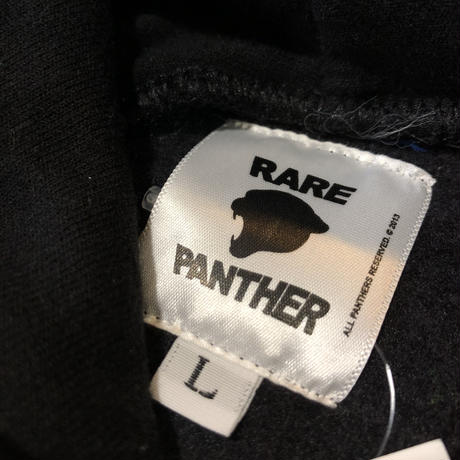 RARE
PANTHER
ALL PANTHERS RESERVED. © 2013
L